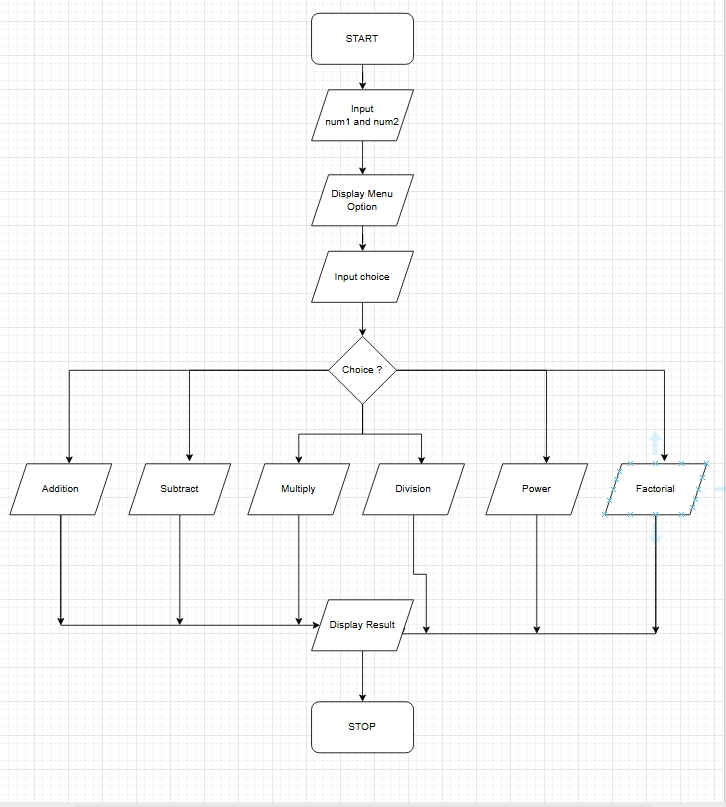 START
Input
num1 and num2
Display Menu
Option
Input choice
Choice ?
Addition
Subtract
Multiply
Division
Power
Factorial
Display Result
STOP